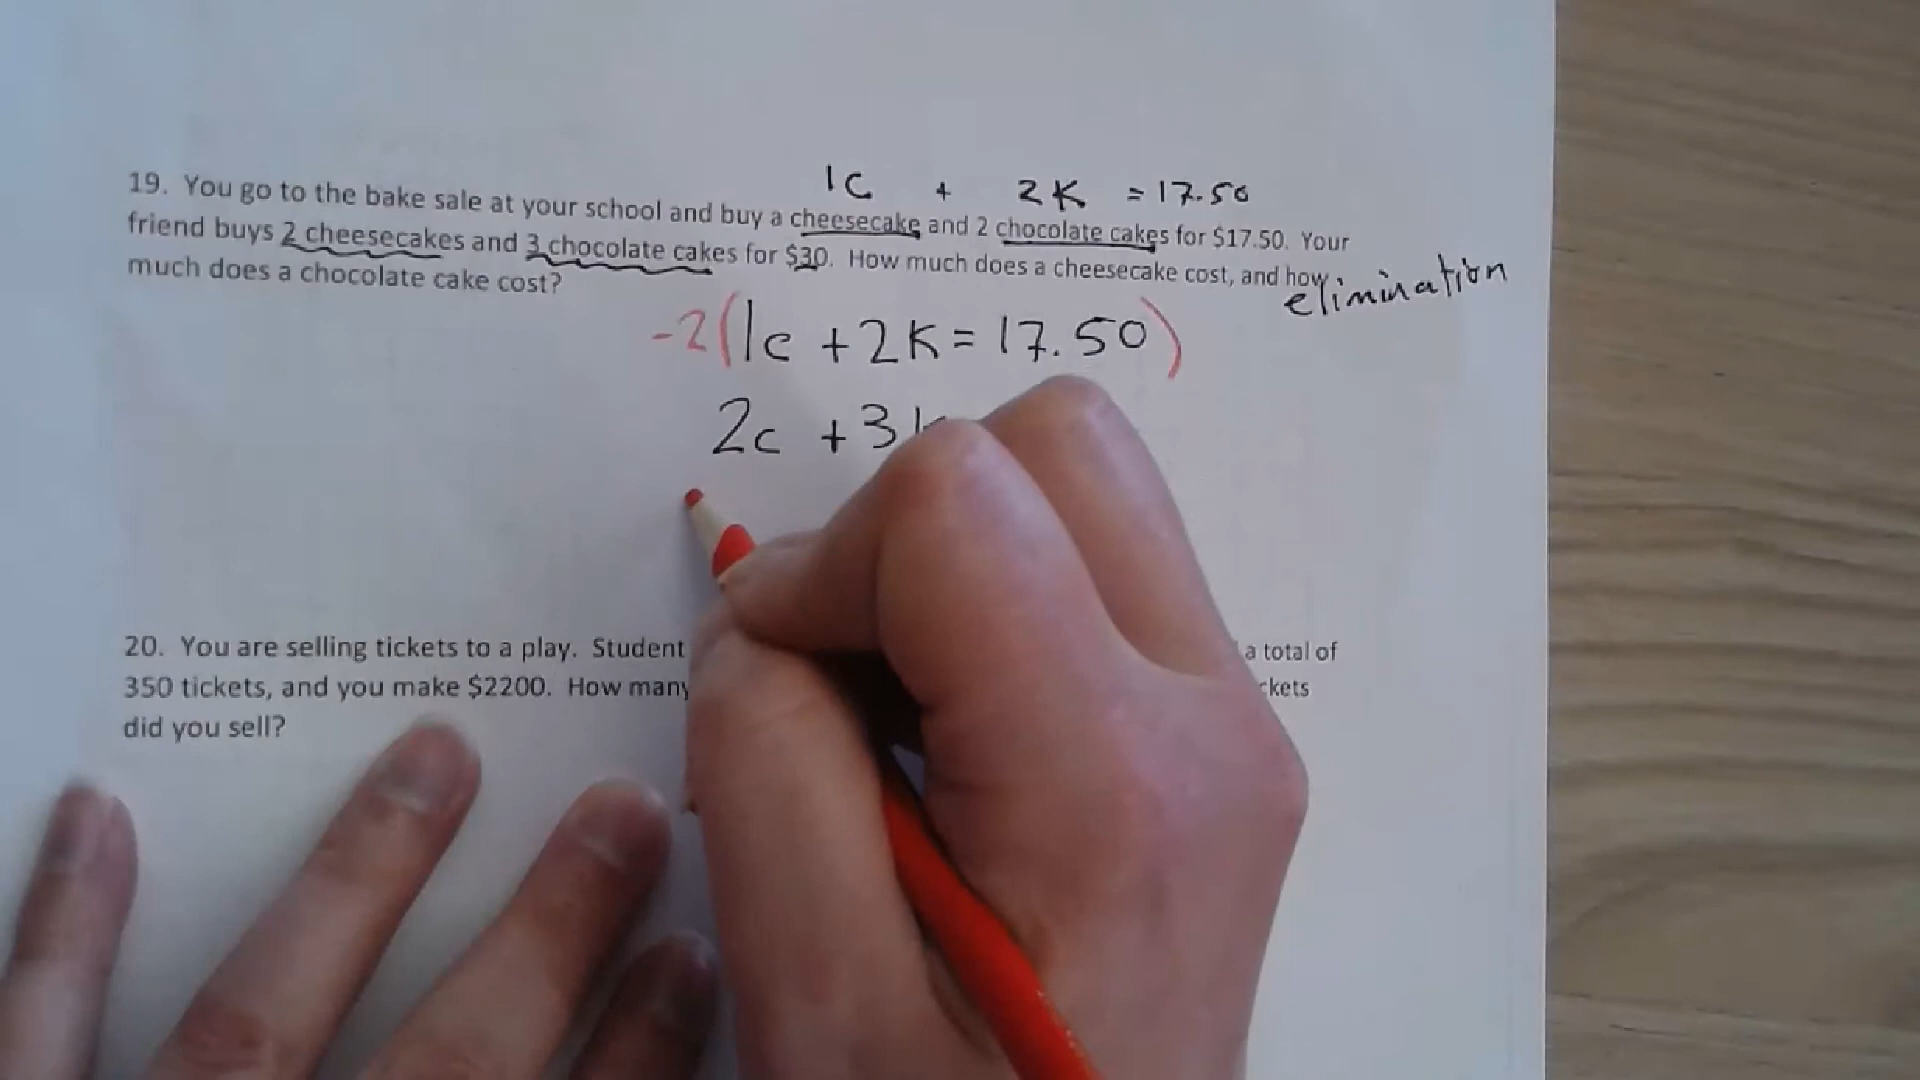 1c + 2K = 17.50
19. You go to the bake sale at your school and buy a cheesecake and 2 chocolate cakes for $17.50. Your
friend buys 2 cheesecakes and 3 chocolate cakes for $30. How much does a cheesecake cost, and how
much does a chocolate cake cost?
elimination
-2(1c + 2K = 17.50)
2c + 3k
20. You are selling tickets to a play. Student a total of
350 tickets, and you make $2200. How many
did you sell?